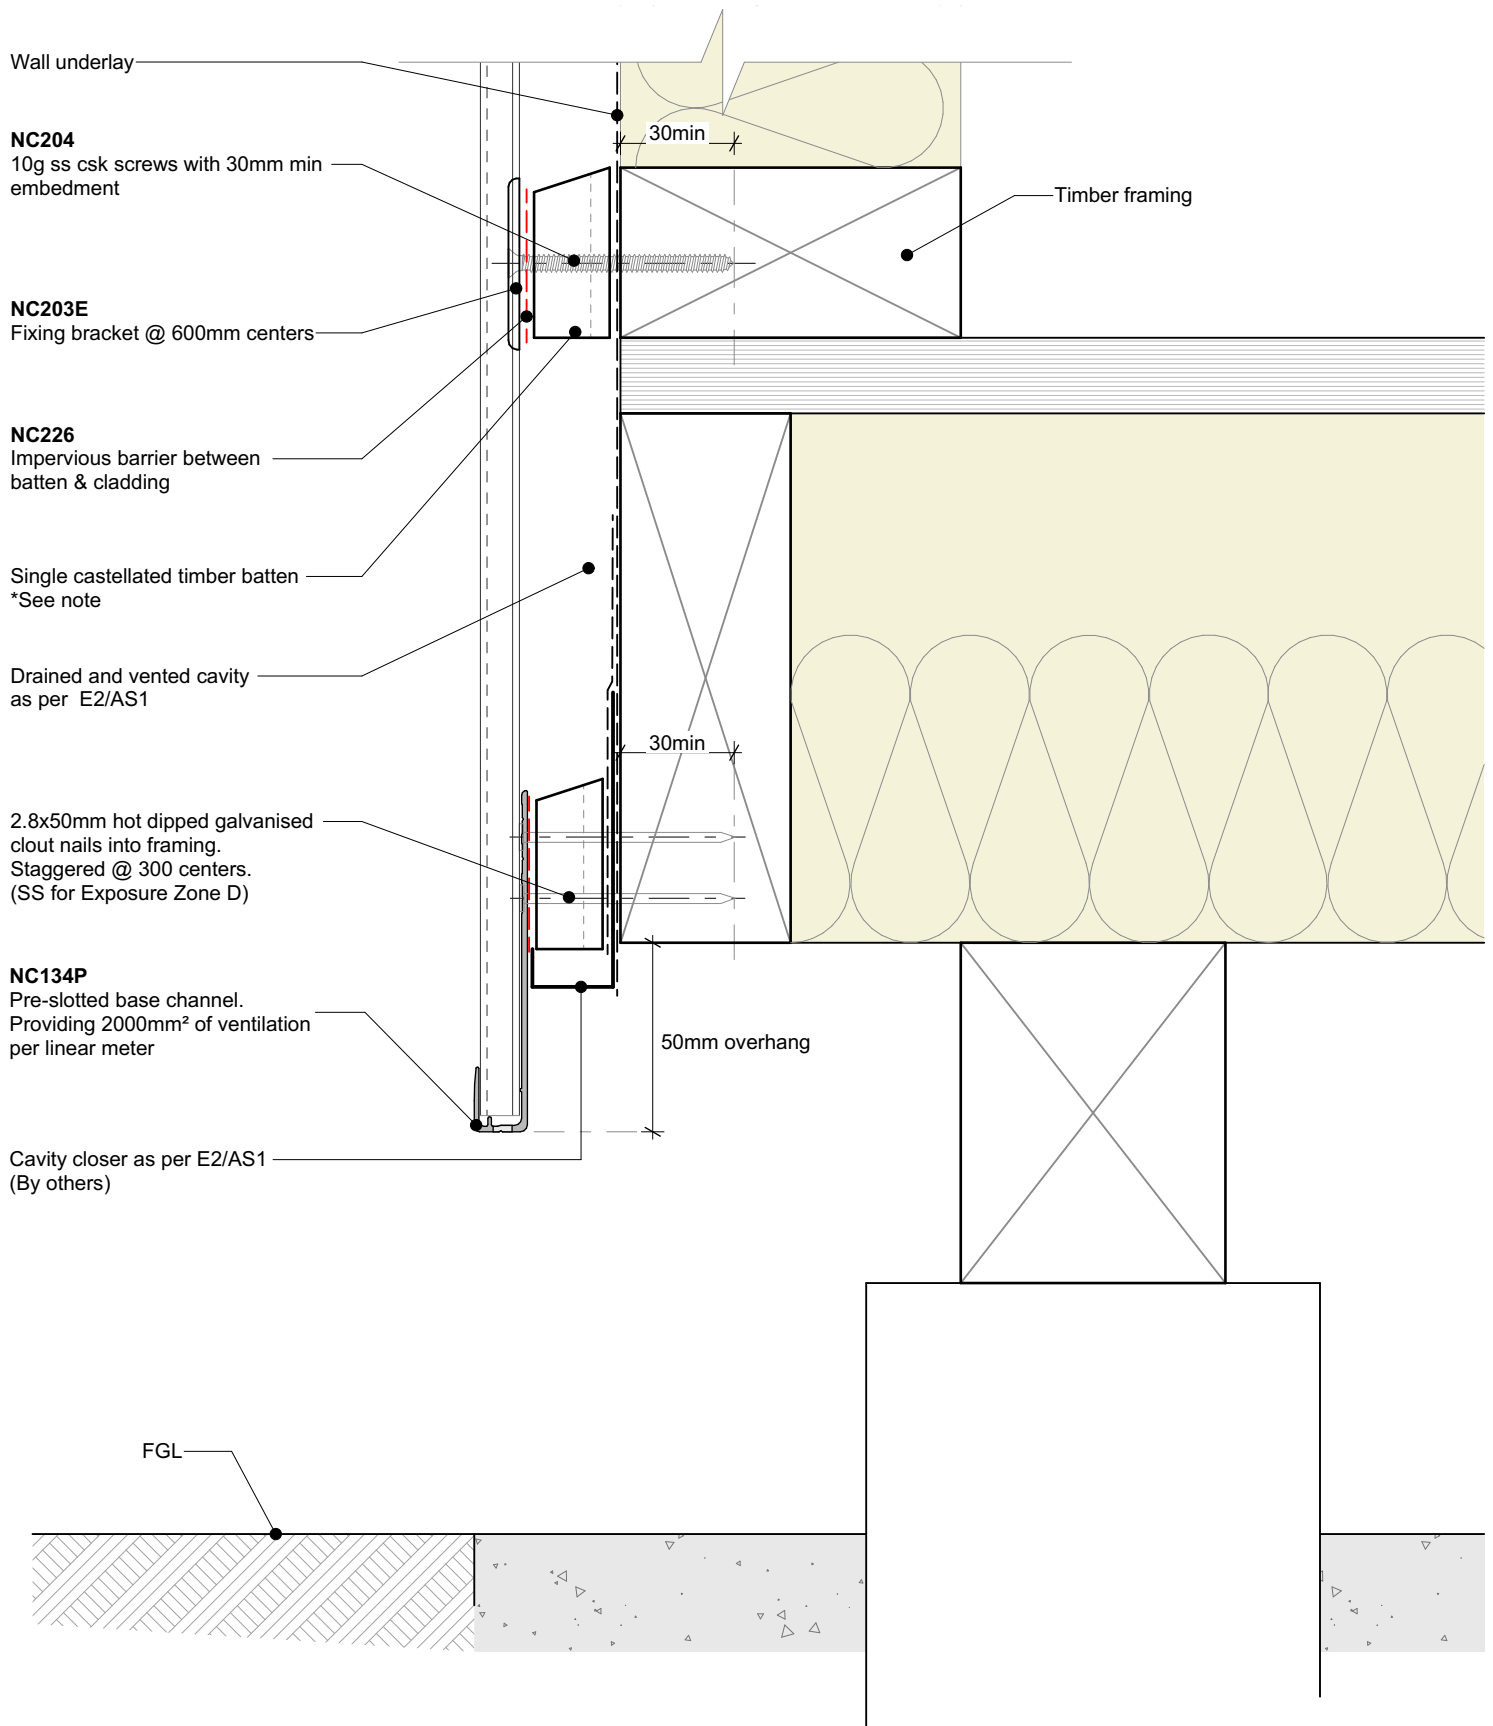 Wall underlay
30min
NC204
10g ss csk screws with 30mm min
embedment
Timber framing
NC203E
Fixing bracket @ 600mm centers
NC226
Impervious barrier between
batten & cladding
Single castellated timber batten
*See note
Drained and vented cavity
as per E2/AS1
30min
2.8x50mm hot dipped galvanised
clout nails into framing.
Staggered @ 300 centers.
(SS for Exposure Zone D)
NC134P
Pre-slotted base channel.
Providing 2000mm² of ventilation
per linear meter
50mm overhang
Cavity closer as per E2/AS1
(By others)
FGL